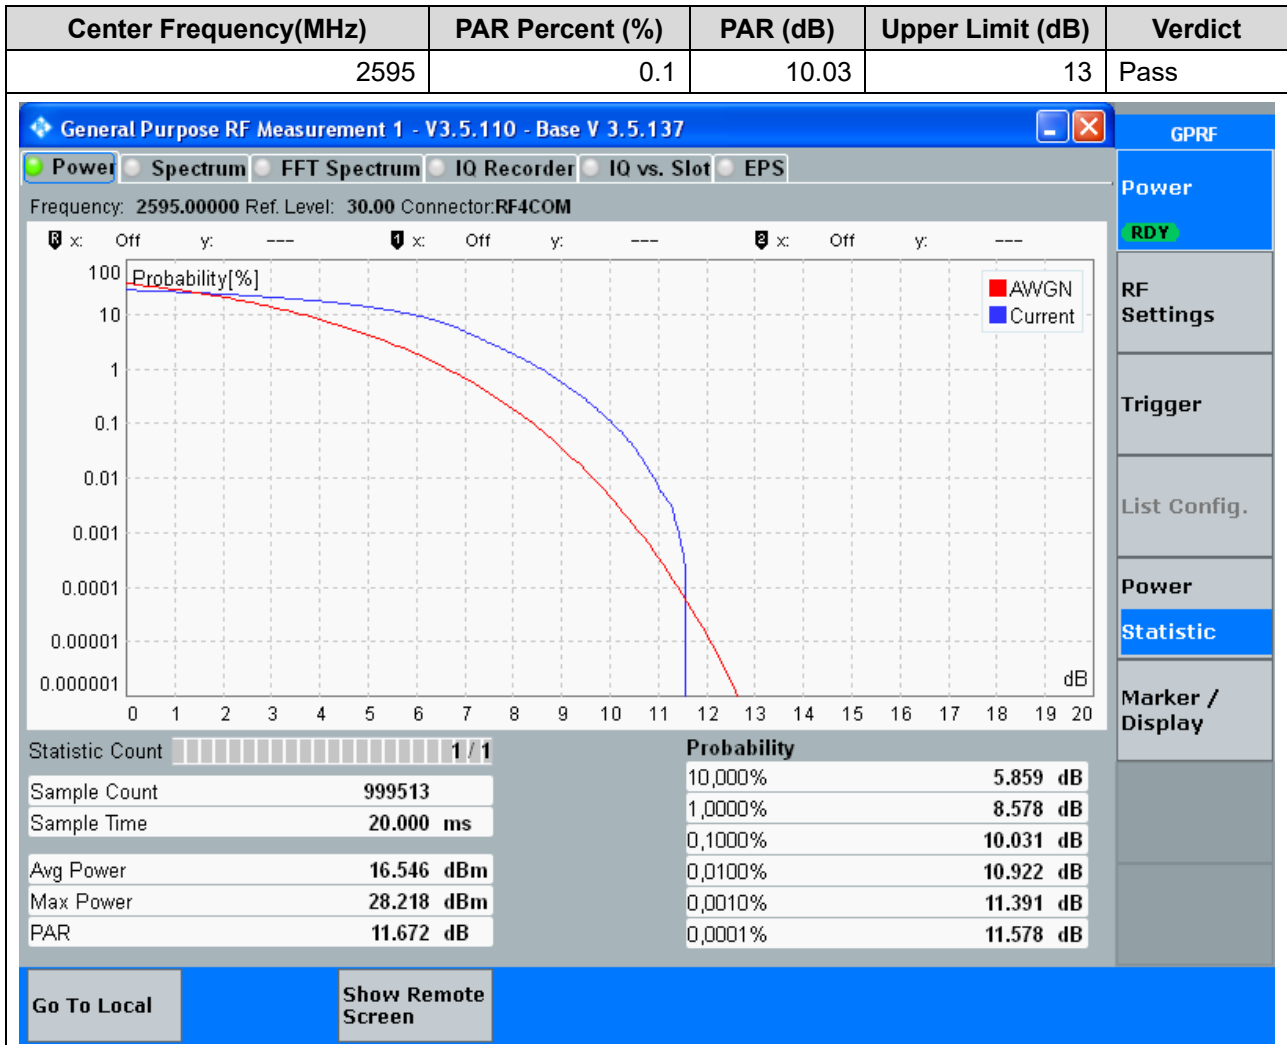 Center Frequency(MHz) PAR Percent (%) PAR (dB) Upper Limit (dB) Verdict
2595 0.1 10.03 13 Pass
General Purpose RF Measurement 1 - V3.5.110 - Base V 3.5.137
GPRF
Power Spectrum FFT Spectrum IQ Recorder IQ vs. Slot EPS
Power
RDY
Frequency: 2595.00000 Ref. Level: 30.00 Connector:RF4COM
R x: Off y: --- 1 x: Off y: --- 2 x: Off y: ---
Probability[%]
AWGN
Current
100
10
1
0.1
0.01
0.001
0.0001
0.00001
0.000001
dB
0 1 2 3 4 5 6 7 8 9 10 11 12 13 14 15 16 17 18 19 20
RF
Settings
Trigger
List Config.
Power
Statistic
Marker /
Display
Statistic Count 1 / 1
Sample Count 999513
Sample Time 20.000 ms
Avg Power 16.546 dBm
Max Power 28.218 dBm
PAR 11.672 dB
Probability
10,000% 5.859 dB
1,0000% 8.578 dB
0,1000% 10.031 dB
0,0100% 10.922 dB
0,0010% 11.391 dB
0,0001% 11.578 dB
Go To Local
Show Remote
Screen